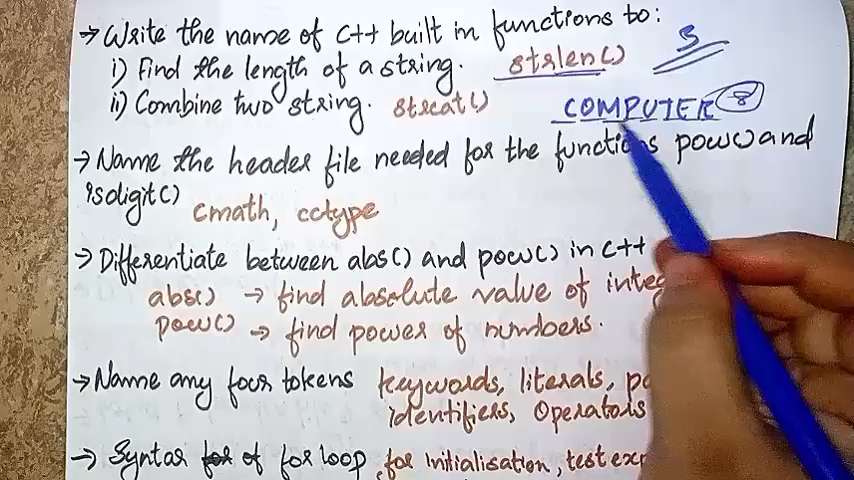 → Write the name of C++ built in functions to:
i) Find the length of a string. strlen()
ii) Combine two string. strcat() COMPUTER 8
→ Name the header file needed for the functions pow() and
isdigit() cmath, cctype
→ Differentiate between abs() and pow() in C++
abs() → find absolute value of integ
pow() → find power of numbers.
→ Name any four tokens keywords, literals, pu
identifiers, Operators
→ Syntax of for loop for initialisation, test exp